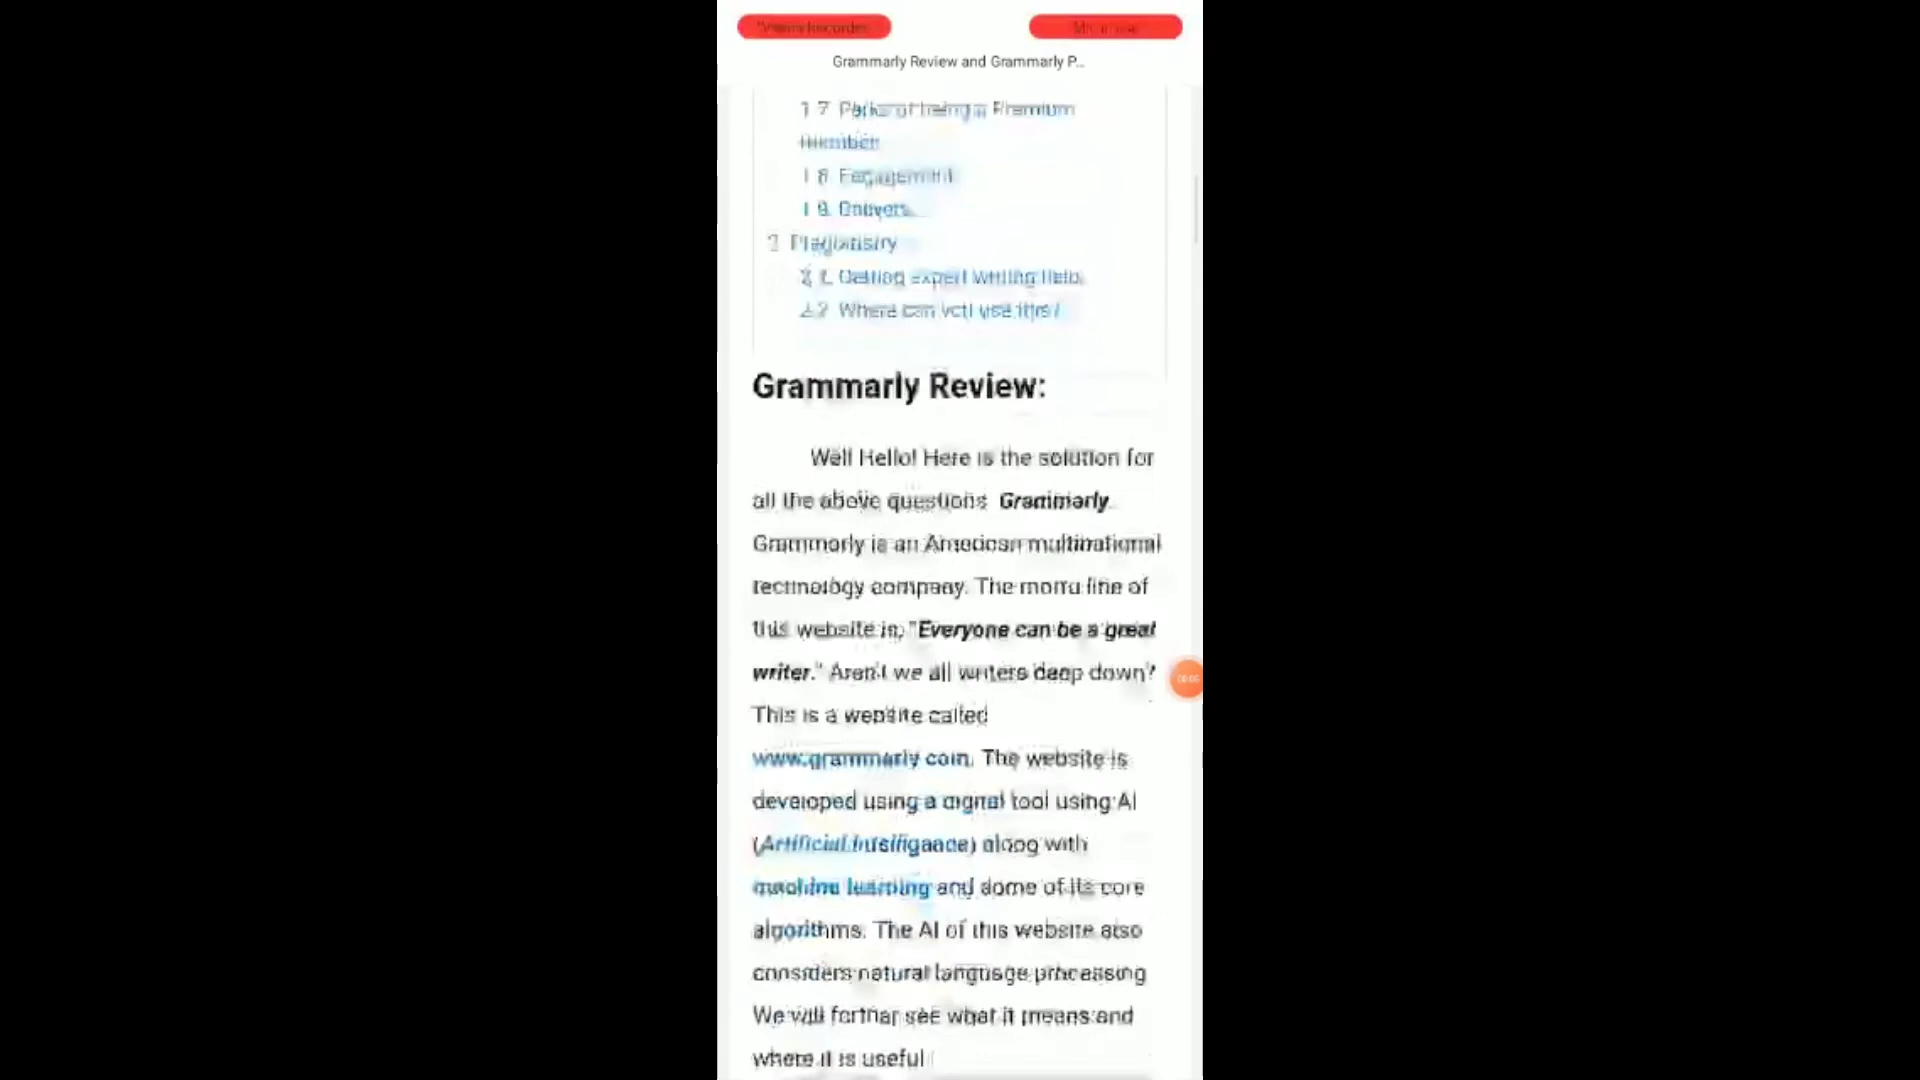 Grammarly Review and Grammarly P...
1.7 Perks of being a Premium
member
1.8 Engagement
1.9 Delivery
2
2.1 Getting expert writing help
2.2 Where can you use this?
Grammarly Review:
Well Hello! Here is the solution for
all the above questions Grammarly.
Grammarly is an American multinational
technology company. The motto line of
this website is, "Everyone can be a great
writer." Aren't we all writers deep down?
This is a website called
www.grammarly.com. The website is
developed using a digital tool using AI
(Artificial Intelligence) along with
machine learning and some of its core
algorithms. The AI of this website also
considers natural language processing
We will further see what it means and
where it is useful